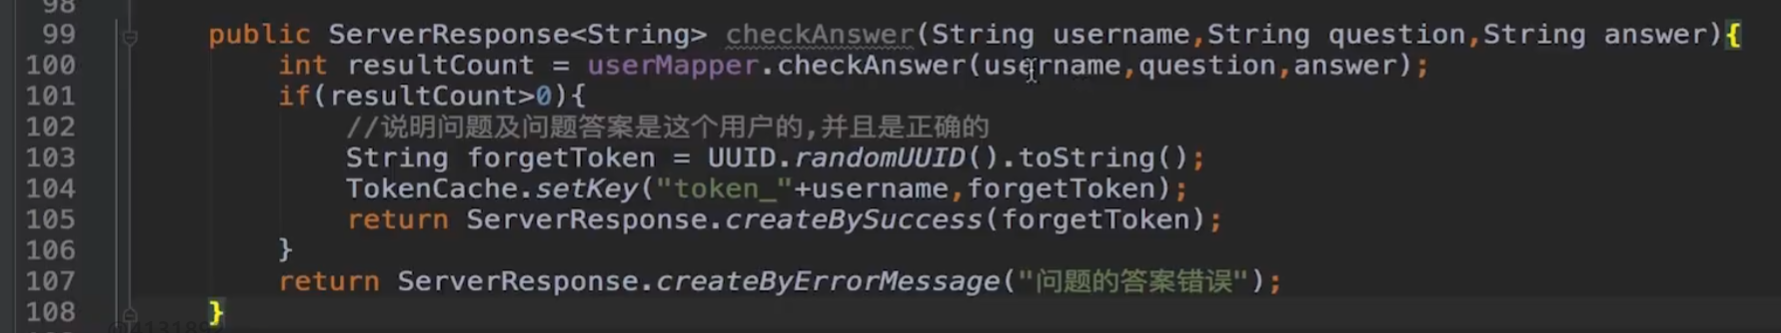 98
99 public ServerResponse<String> checkAnswer(String username,String question,String answer){
100 int resultCount = userMapper.checkAnswer(username,question,answer);
101 if(resultCount>0){
102 //说明问题及问题答案是这个用户的,并且是正确的
103 String forgetToken = UUID.randomUUID().toString();
104 TokenCache.setKey("token_"+username,forgetToken);
105 return ServerResponse.createBySuccess(forgetToken);
106 }
107 return ServerResponse.createByErrorMessage("问题的答案错误");
108 }